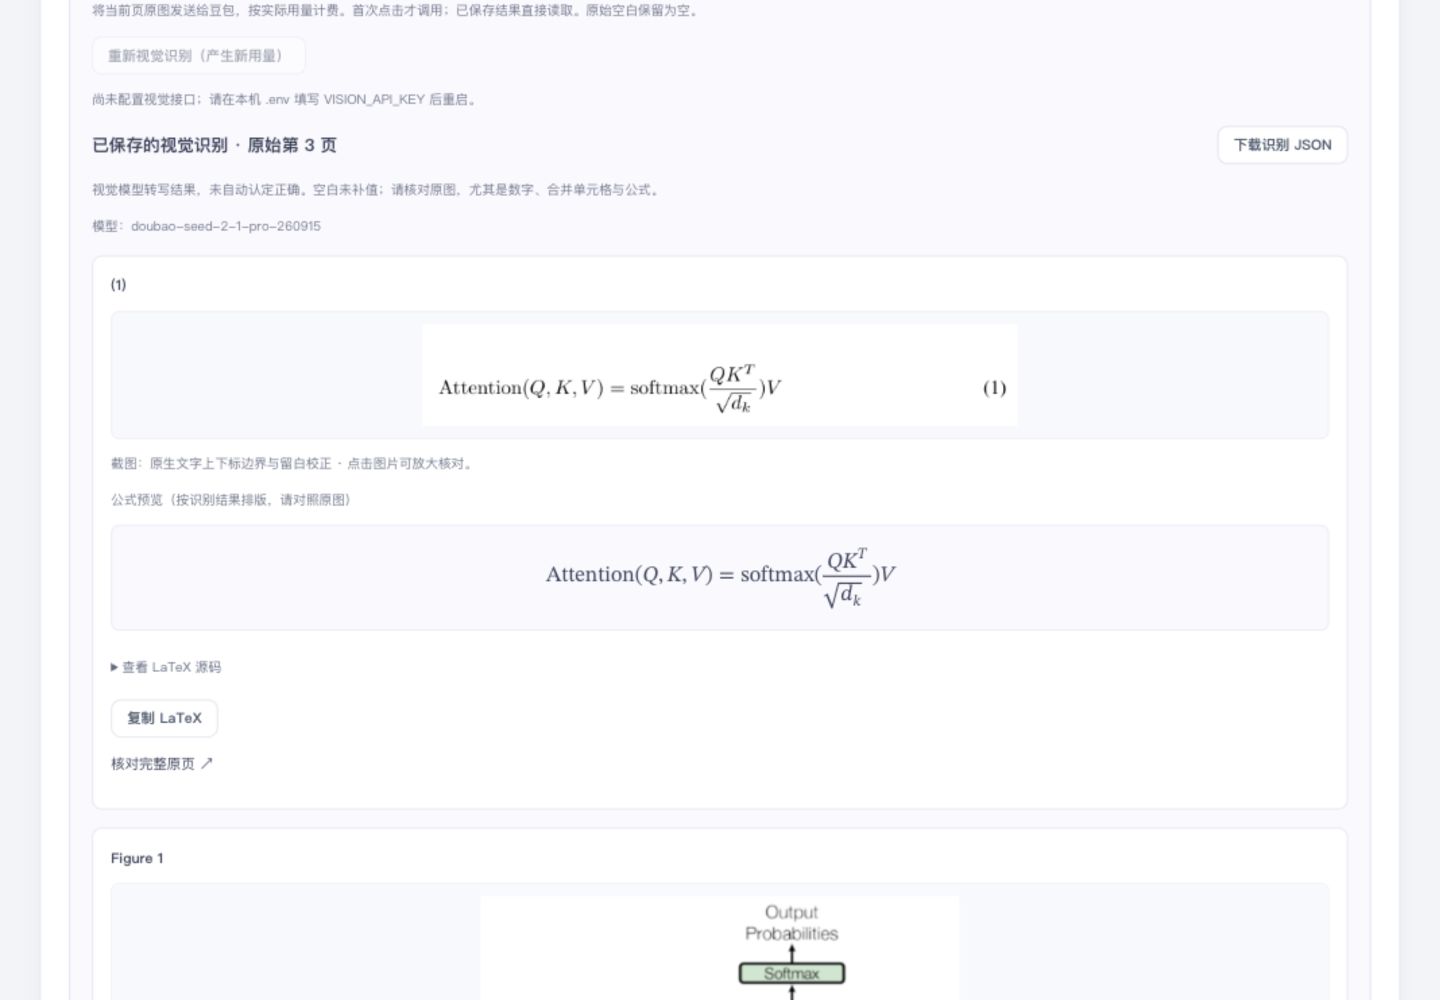 将当前页原图发送给豆包，按实际用量计费。首次点击才调用；已保存结果直接读取。原始空白保留为空。
重新视觉识别（产生新用量）
尚未配置视觉接口；请在本机 .env 填写 VISION_API_KEY 后重启。
已保存的视觉识别 · 原始第 3 页
下载识别 JSON
视觉模型转写结果，未自动认定正确。空白未补值；请核对原图，尤其是数字、合并单元格与公式。
模型：doubao-seed-2-1-pro-260915
(1)
Attention(Q, K, V) = softmax(QK^T/√d_k)V (1)
截图：原生文字上下标边界与留白校正 · 点击图片可放大核对。
公式预览（按识别结果排版，请对照原图）
Attention(Q, K, V) = softmax(QK^T/√d_k)V
▶ 查看 LaTeX 源码
复制 LaTeX
核对完整原页 ↗
Figure 1
Output
Probabilities
Softmax